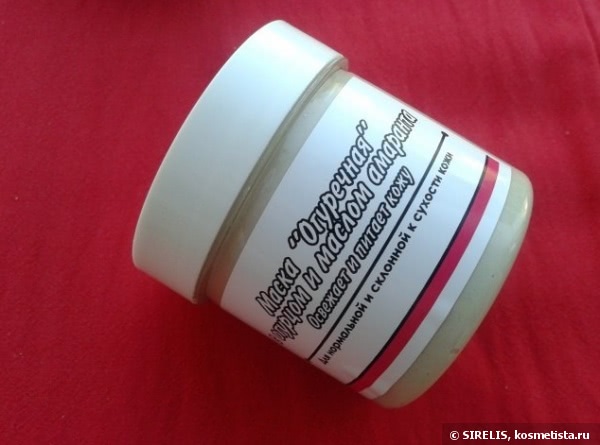 Маска "Огуречная"
с огурцом и маслом амаранта
Освежает и питает кожу
Для нормальной и склонной к сухости кожи
© SIRELIS, kosmetista.ru